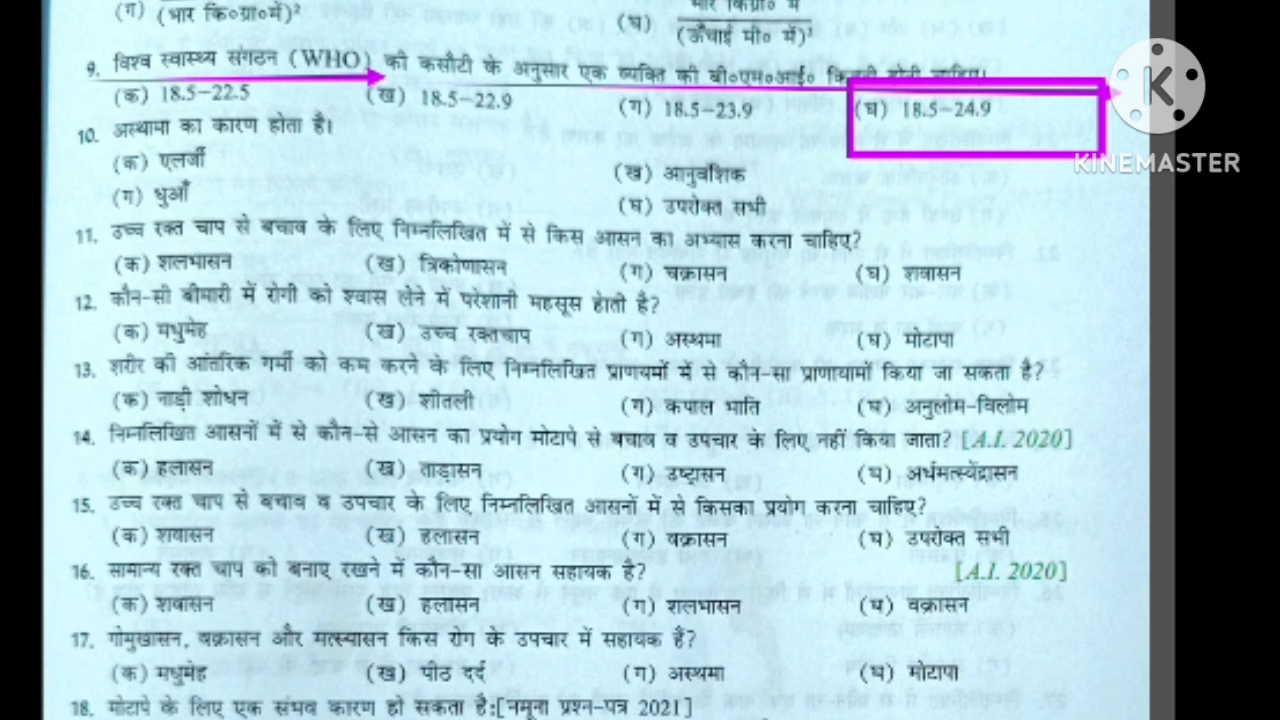 (ग) (भार कि०ग्रा०में)²
(घ) भार किग्रा० में
(ऊँचाई मी० में)²
9. विश्व स्वास्थ्य संगठन (WHO) की कसौटी के अनुसार एक व्यक्ति की बी०एम०आई० कितनी होनी चाहिए।
(क) 18.5–22.5 (ख) 18.5–22.9 (ग) 18.5–23.9 (घ) 18.5–24.9
KINEMASTER
10. अस्थामा का कारण होता है।
(क) एलर्जी (ख) आनुवंशिक
(ग) धुआँ (घ) उपरोक्त सभी
11. उच्च रक्त चाप से बचाव के लिए निम्नलिखित में से किस आसन का अभ्यास करना चाहिए?
(क) शलभासन (ख) त्रिकोणासन (ग) चक्रासन (घ) शवासन
12. कौन-सी बीमारी में रोगी को श्वास लेने में परेशानी महसूस होती है?
(क) मधुमेह (ख) उच्च रक्तचाप (ग) अस्थमा (घ) मोटापा
13. शरीर की आंतरिक गर्मी को कम करने के लिए निम्नलिखित प्राणयमों में से कौन-सा प्राणायामों किया जा सकता है?
(क) नाड़ी शोधन (ख) शीतली (ग) कपाल भाति (घ) अनुलोम-विलोम
14. निम्नलिखित आसनों में से कौन-से आसन का प्रयोग मोटापे से बचाव व उपचार के लिए नहीं किया जाता? [A.I. 2020]
(क) हलासन (ख) ताड़ासन (ग) उष्ट्रासन (घ) अर्धमत्स्येंद्रासन
15. उच्च रक्त चाप से बचाव व उपचार के लिए निम्नलिखित आसनों में से किसका प्रयोग करना चाहिए?
(क) शवासन (ख) हलासन (ग) वक्रासन (घ) उपरोक्त सभी
16. सामान्य रक्त चाप को बनाए रखने में कौन-सा आसन सहायक है? [A.I. 2020]
(क) शवासन (ख) हलासन (ग) शलभासन (घ) वक्रासन
17. गोमुखासन, वक्रासन और मत्स्यासन किस रोग के उपचार में सहायक हैं?
(क) मधुमेह (ख) पीठ दर्द (ग) अस्थमा (घ) मोटापा
18. मोटापे के लिए एक संभव कारण हो सकता है:[नमूना प्रश्न-पत्र 2021]